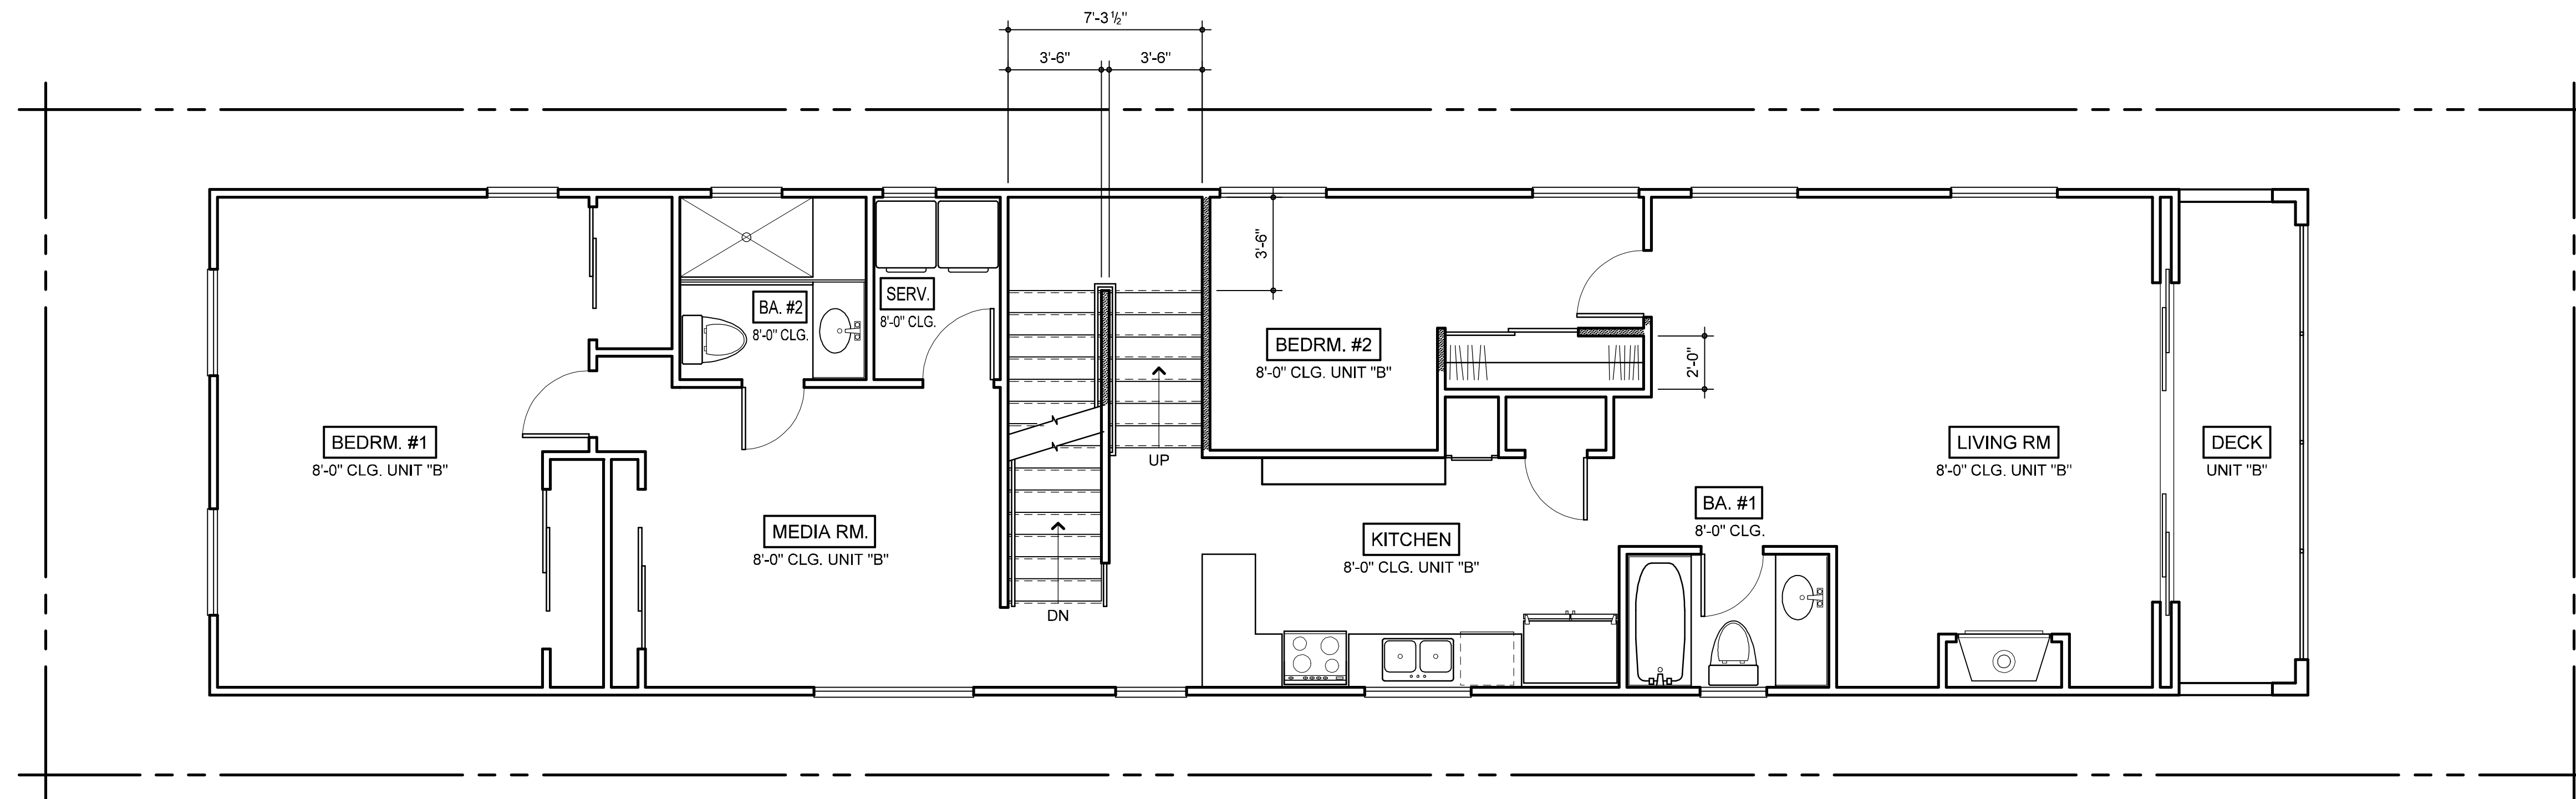 7'-3 ½"
3'-6"
3'-6"
3'-6"
BA. #2
8'-0" CLG.
SERV.
8'-0" CLG.
BEDRM. #2
8'-0" CLG. UNIT "B"
2'-0"
BEDRM. #1
8'-0" CLG. UNIT "B"
UP
LIVING RM
8'-0" CLG. UNIT "B"
DECK
UNIT "B"
MEDIA RM.
8'-0" CLG. UNIT "B"
KITCHEN
8'-0" CLG. UNIT "B"
BA. #1
8'-0" CLG.
DN